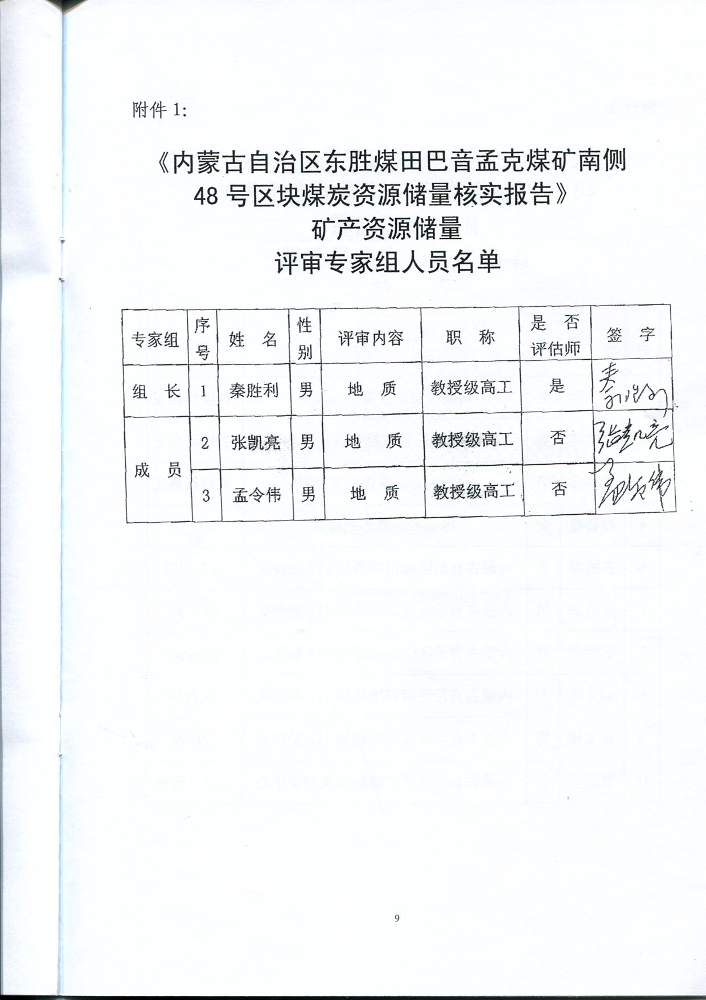 附件 1:
《内蒙古自治区东胜煤田巴音孟克煤矿南侧
48 号区块煤炭资源储量核实报告》
矿产资源储量
评审专家组人员名单
专家组 序号 姓 名 性别 评审内容 职 称 是 否评估师 签 字
组 长 1 秦胜利 男 地 质 教授级高工 是 秦胜利
成 员 2 张凯亮 男 地 质 教授级高工 否 张凯亮
3 孟令伟 男 地 质 教授级高工 否 孟令伟
9